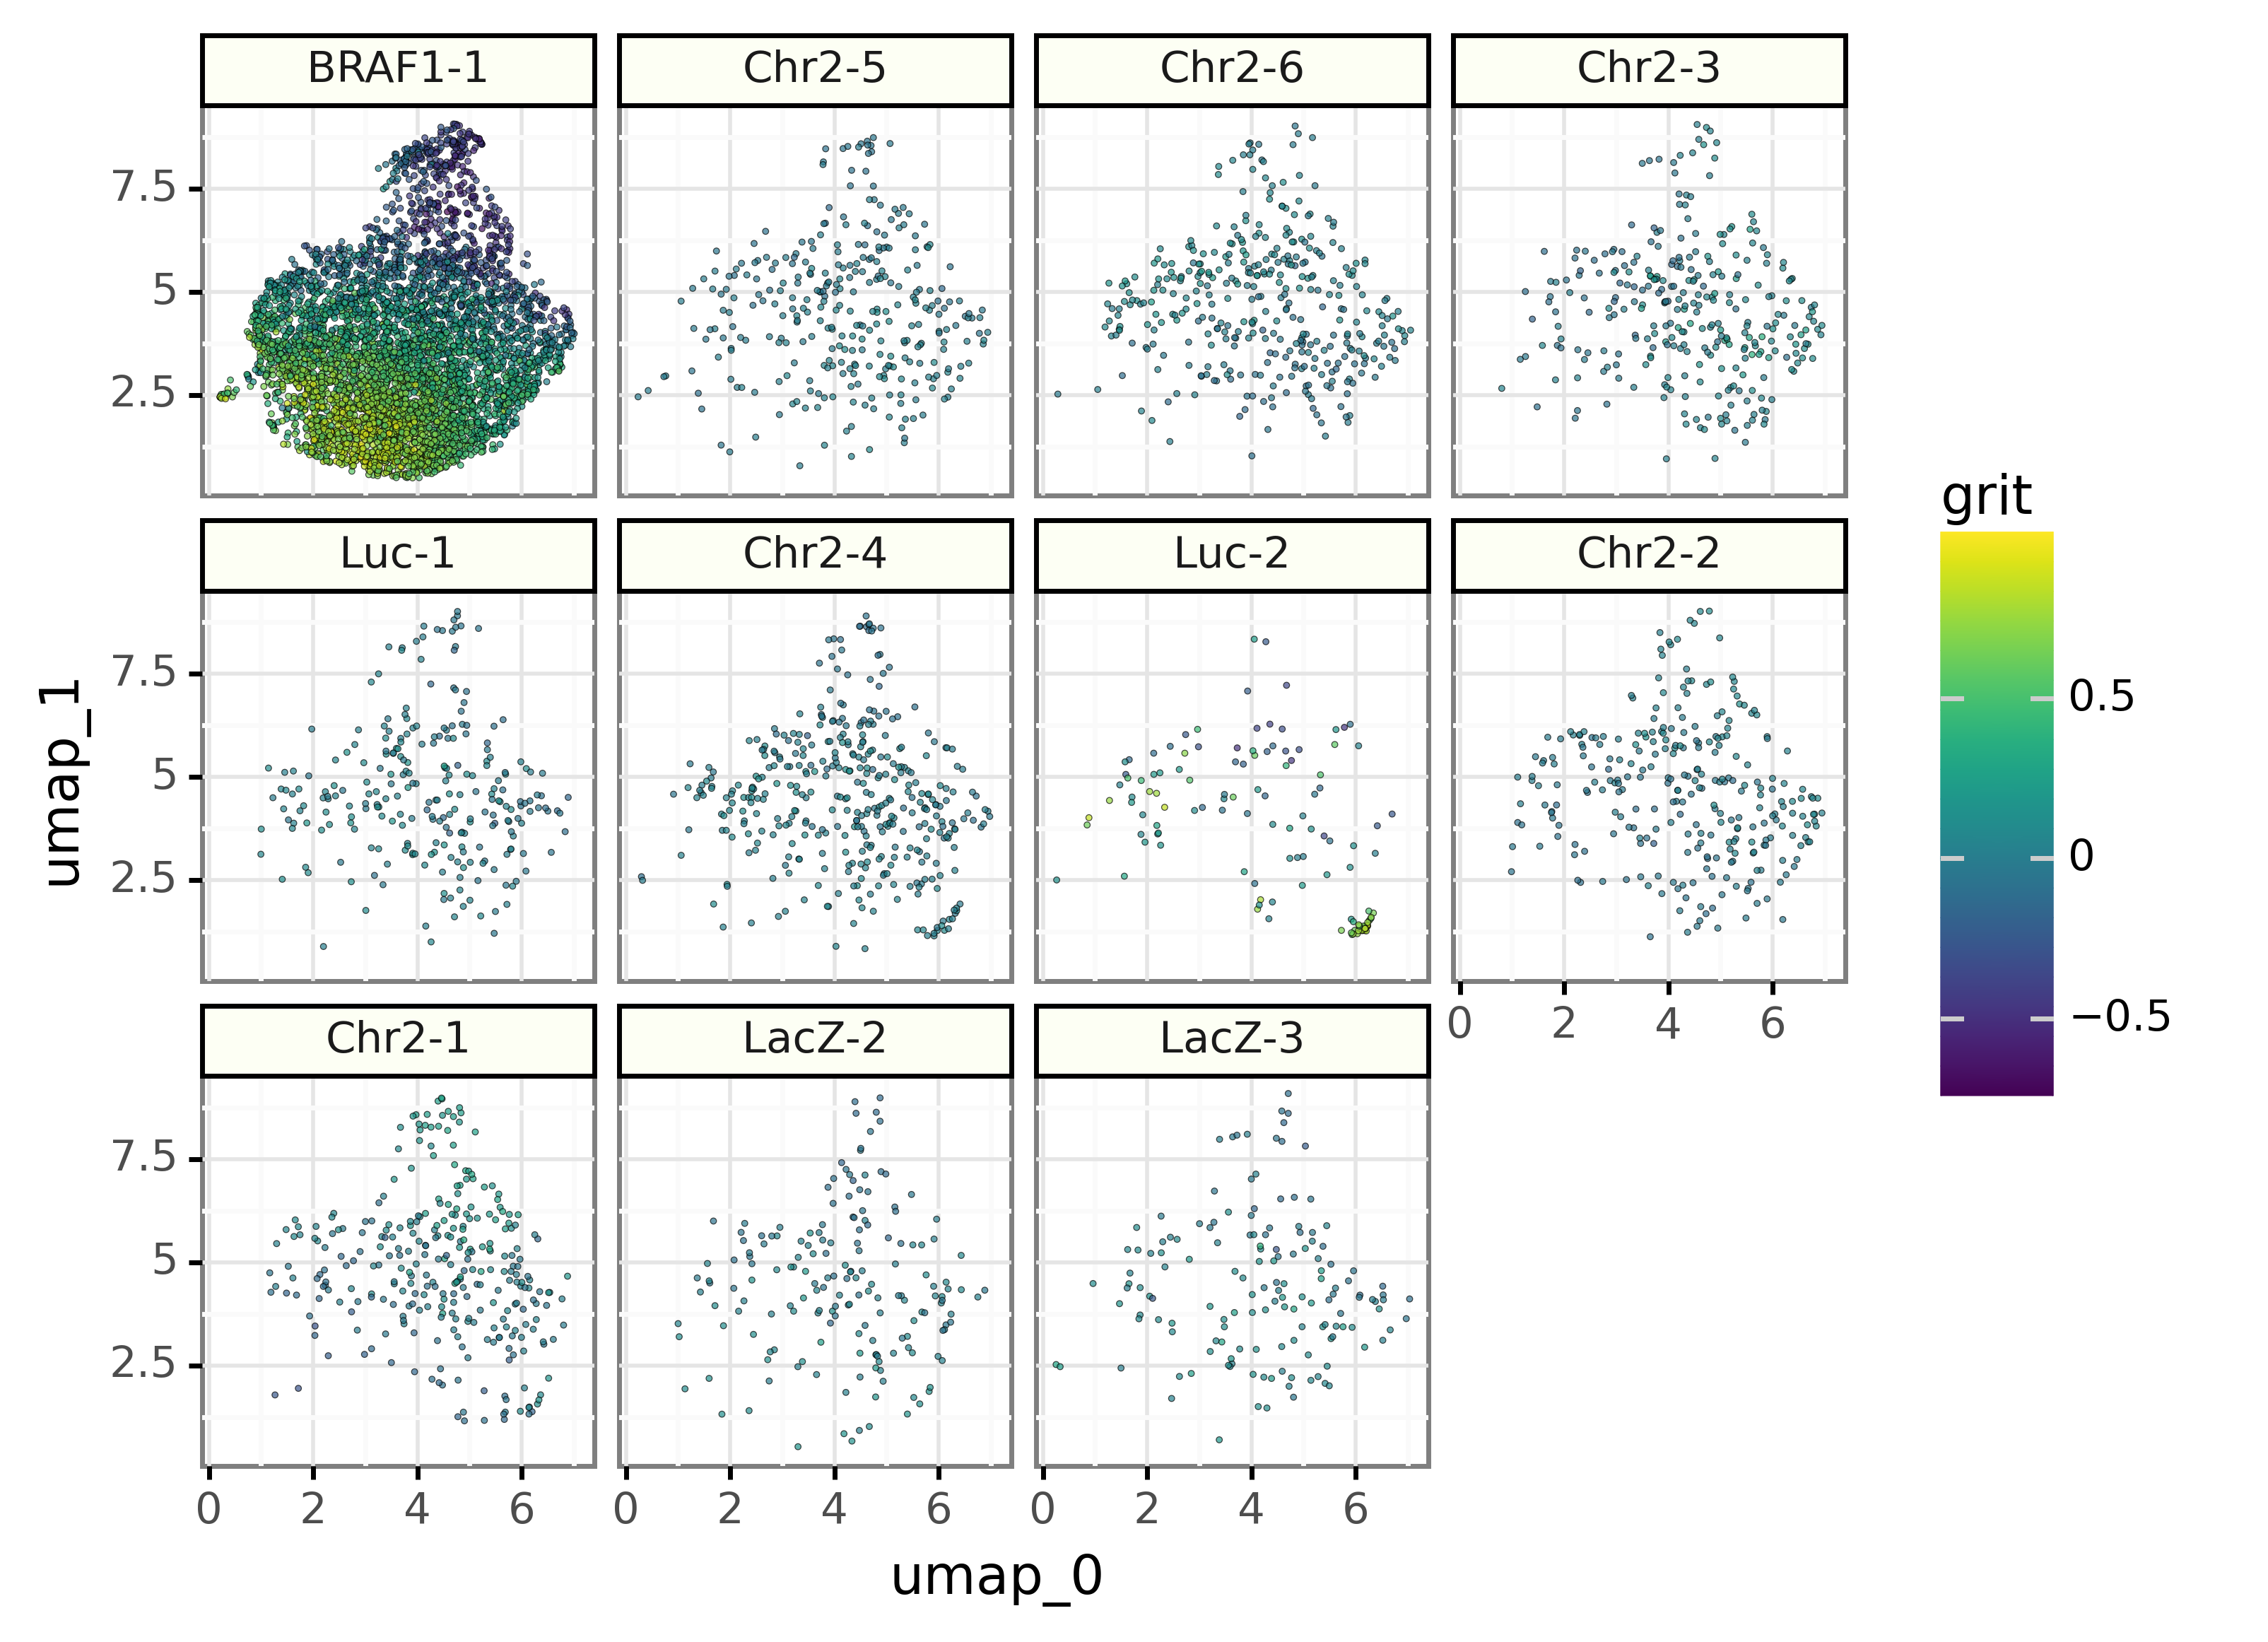 BRAF1-1 Chr2-5 Chr2-6 Chr2-3
7.5
5
2.5
Luc-1 Chr2-4 Luc-2 Chr2-2
7.5
5
2.5
0 2 4 6
Chr2-1 LacZ-2 LacZ-3
7.5
5
2.5
0 2 4 6 0 2 4 6 0 2 4 6
umap_1
umap_0
grit
0.5
0
−0.5